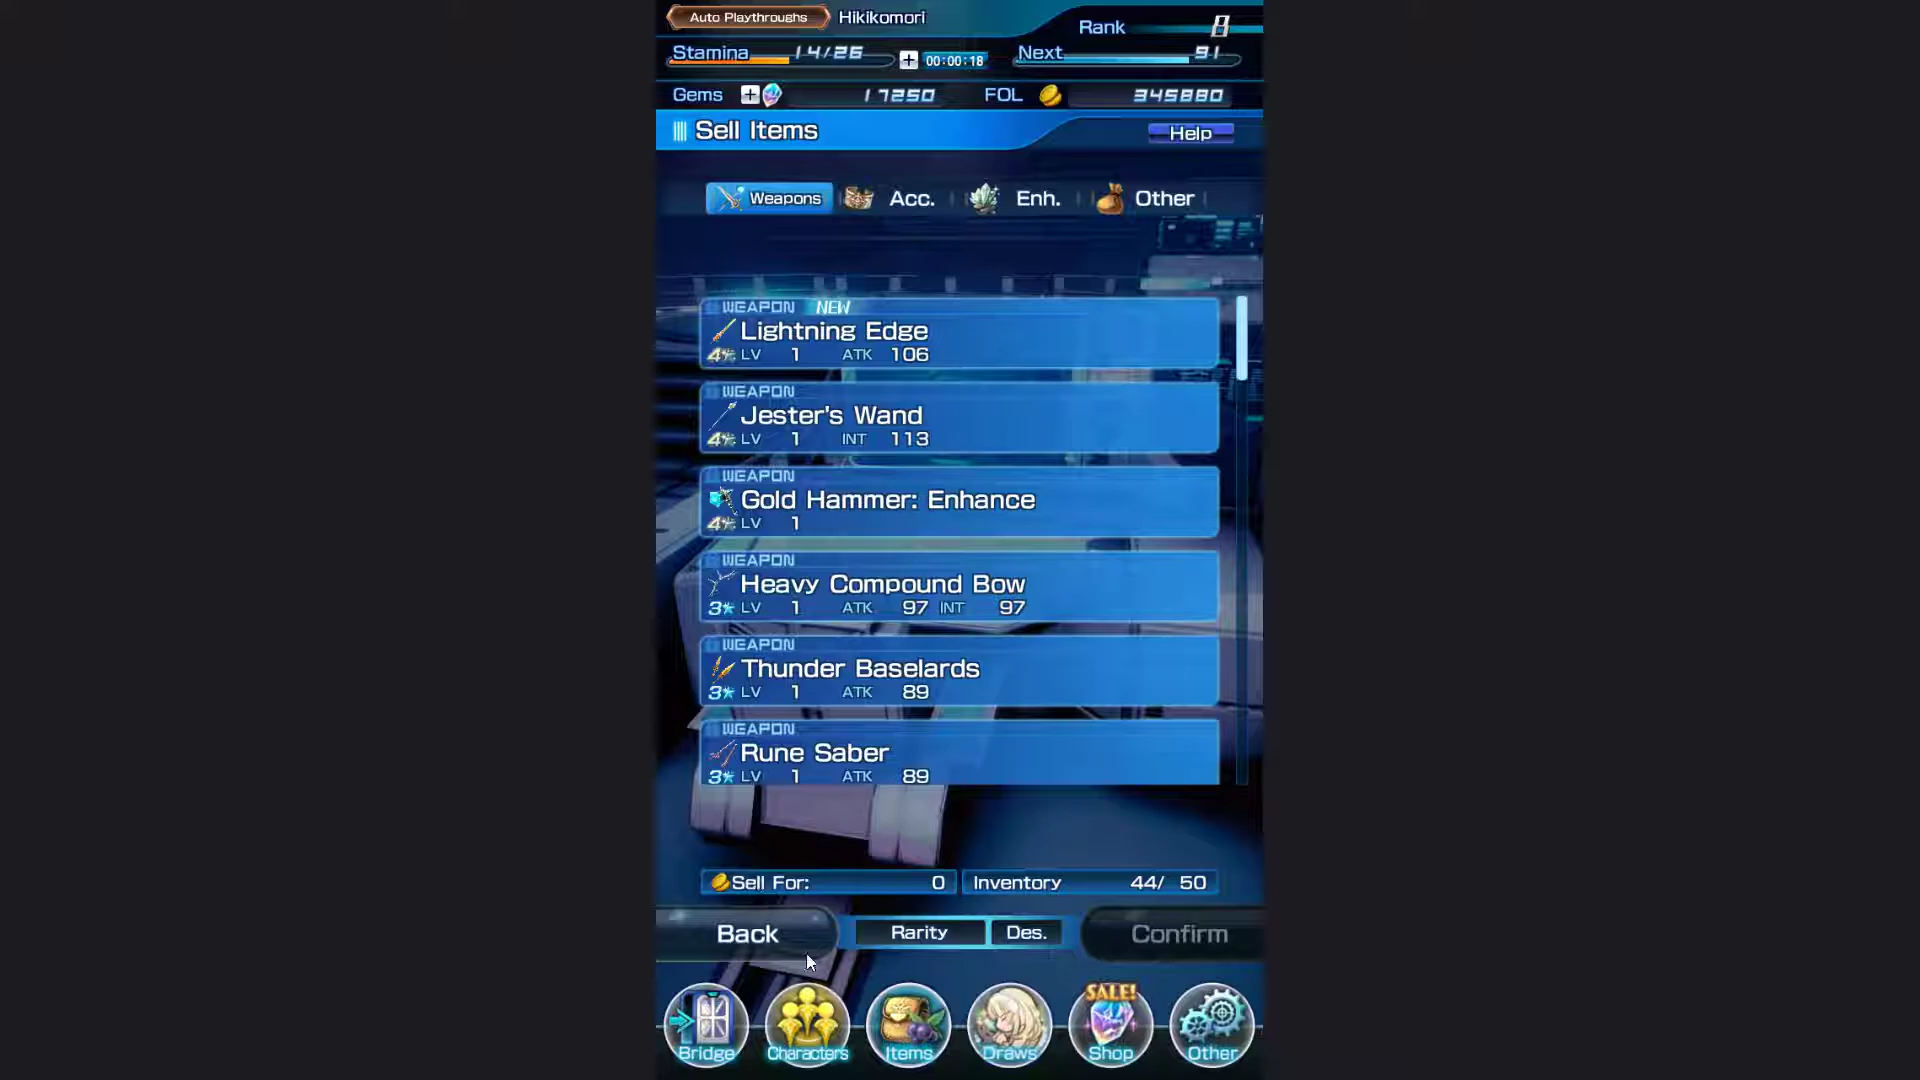 Auto Playthroughs Hikikomori
Rank 8
Stamina 14/26 00:00:18 Next 91
Gems 17250 FOL 345880
Sell Items Help
Weapons Acc. Enh. Other
WEAPON NEW
Lightning Edge
4★ LV 1 ATK 106
WEAPON
Jester's Wand
4★ LV 1 INT 113
WEAPON
Gold Hammer: Enhance
4★ LV 1
WEAPON
Heavy Compound Bow
3★ LV 1 ATK 97 INT 97
WEAPON
Thunder Baselards
3★ LV 1 ATK 89
WEAPON
Rune Saber
3★ LV 1 ATK 89
Sell For: 0 Inventory 44/ 50
Back Rarity Des. Confirm
SALE!
Bridge Characters Items Draws Shop Other